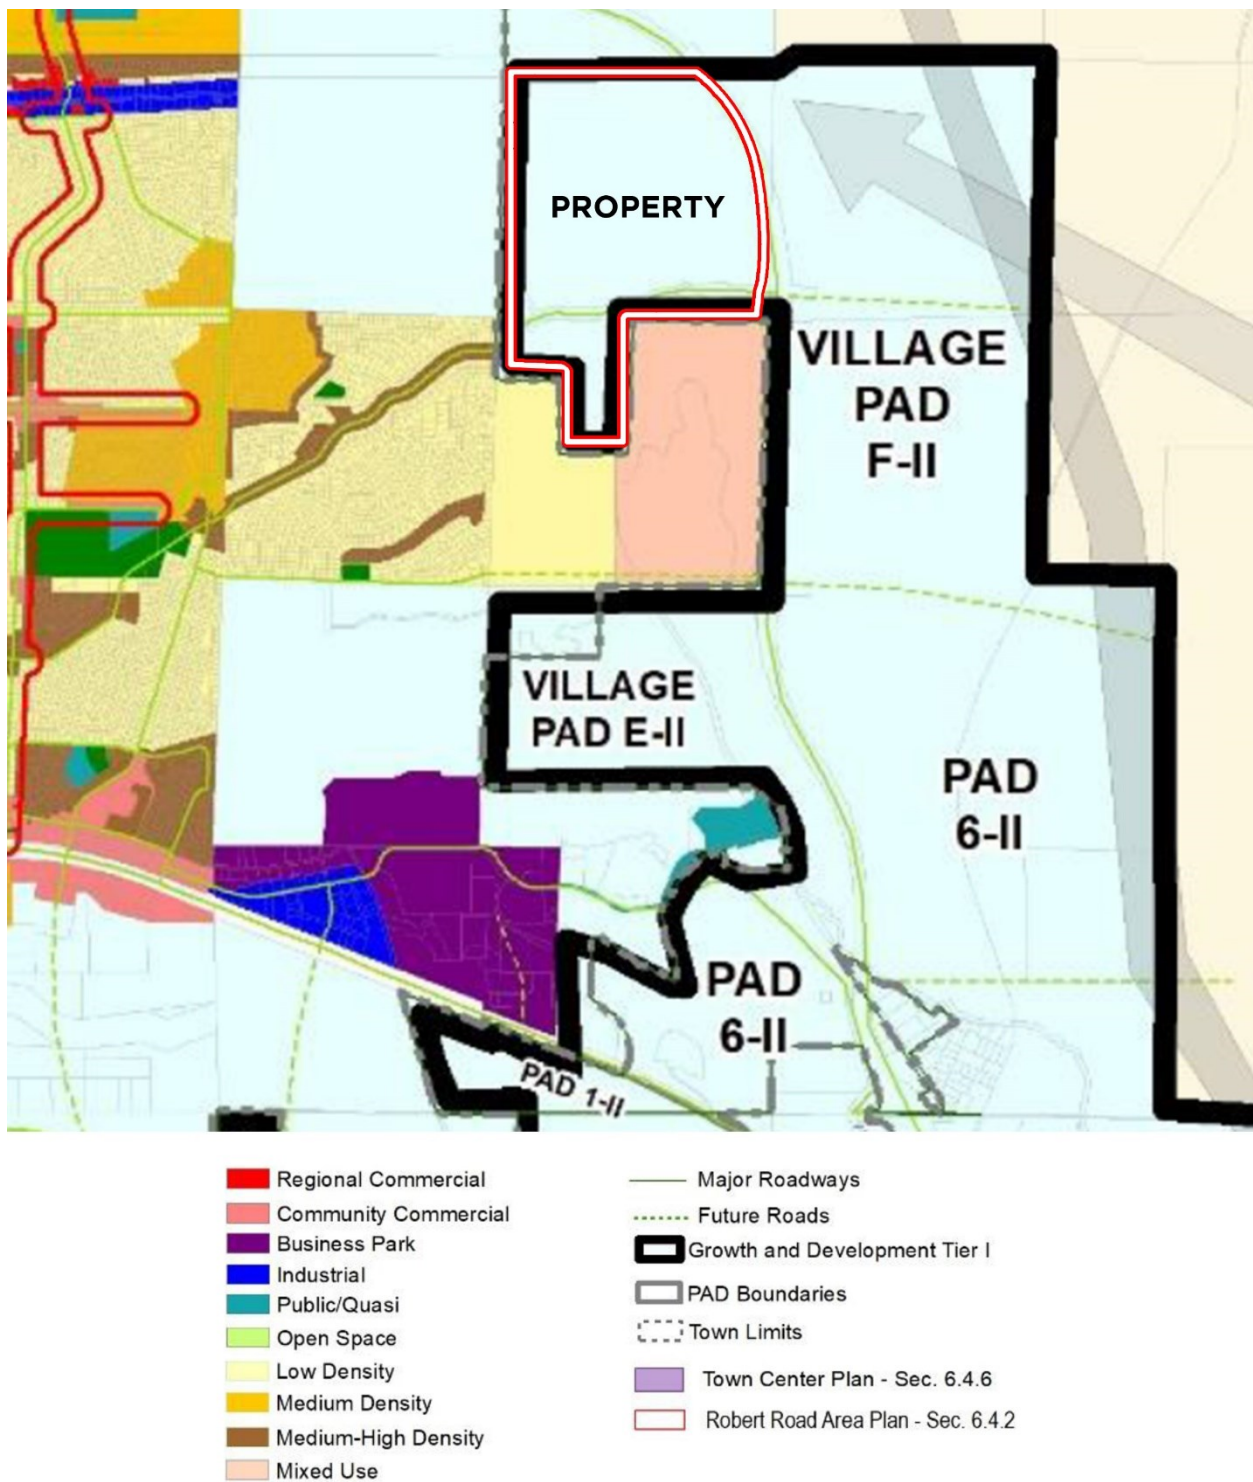 PROPERTY
VILLAGE
PAD
F-II
VILLAGE
PAD E-II
PAD
6-II
PAD
6-II
PAD 1-II
Regional Commercial
Community Commercial
Business Park
Industrial
Public/Quasi
Open Space
Low Density
Medium Density
Medium-High Density
Mixed Use
Major Roadways
Future Roads
Growth and Development Tier I
PAD Boundaries
Town Limits
Town Center Plan - Sec. 6.4.6
Robert Road Area Plan - Sec. 6.4.2